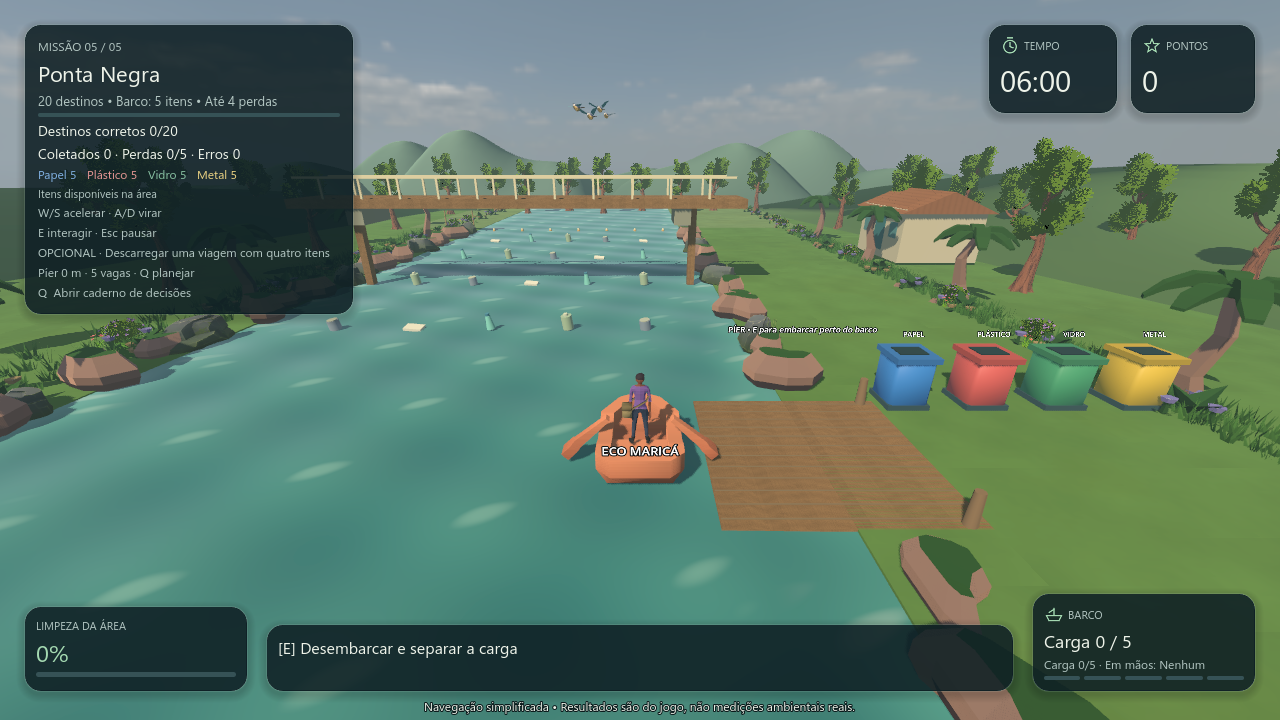 MISSÃO 05 / 05
Ponta Negra
20 destinos • Barco: 5 itens • Até 4 perdas
Destinos corretos 0/20
Coletados 0 · Perdas 0/5 · Erros 0
Papel 5 Plástico 5 Vidro 5 Metal 5
Itens disponíveis na área
W/S acelerar · A/D virar
E interagir · Esc pausar
OPCIONAL · Descarregar uma viagem com quatro itens
Pier 0 m · 5 vagas · Q planejar
Q Abrir caderno de decisões
TEMPO
06:00
PONTOS
0
PÍER • E para embarcar perto do barco
PAPEL
PLÁSTICO
VIDRO
METAL
ECO MARICÁ
LIMPEZA DA ÁREA
0%
[E] Desembarcar e separar a carga
BARCO
Carga 0 / 5
Carga 0/5 · Em mãos: Nenhum
Navegação simplificada • Resultados são do jogo, não medições ambientais reais.